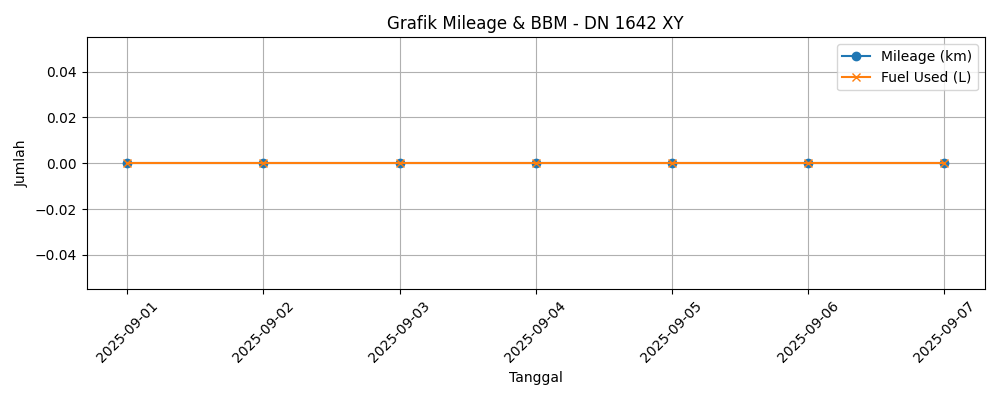 Grafik Mileage & BBM - DN 1642 XY
Mileage (km)
Fuel Used (L)
Jumlah
0.04
0.02
0.00
−0.02
−0.04
2025-09-01
2025-09-02
2025-09-03
2025-09-04
2025-09-05
2025-09-06
2025-09-07
Tanggal